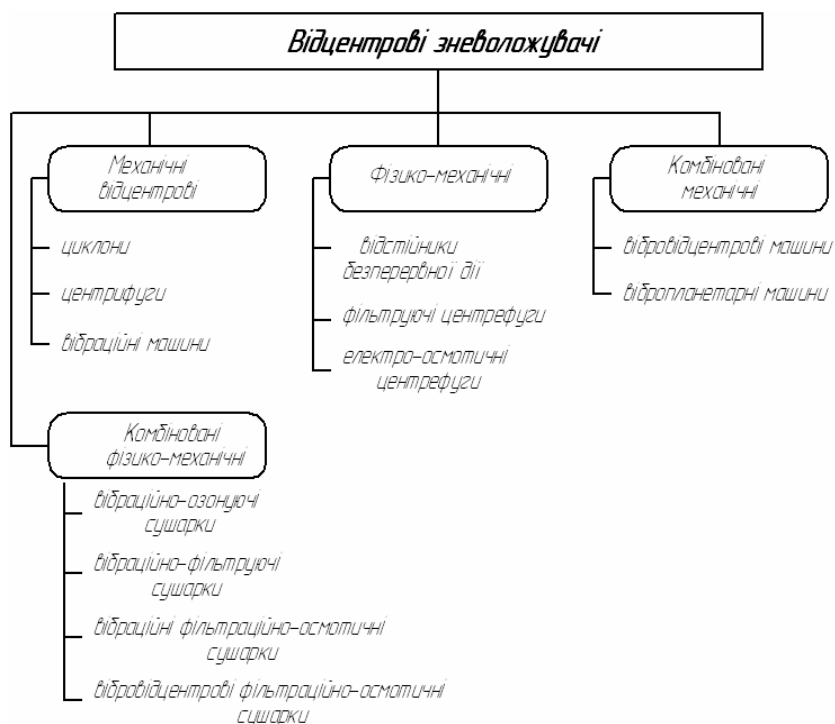 Відцентрові зневоложувачі
Механічні
відцентрові
циклони
центрифуги
вібраційні машини
Фізико-механічні
відстійники
безперервної дії
фільтруючі центрефуги
електро-осмотичні
центрефуги
Комбіновані
механічні
вібровідцентрові машини
вібропланетарні машини
Комбіновані
фізико-механічні
вібраційно-озонуючі
сушарки
вібраційно-фільтруючі
сушарки
вібраційні фільтраційно-осмотичні
сушарки
вібровідцентрові фільтраційно-осмотичні
сушарки